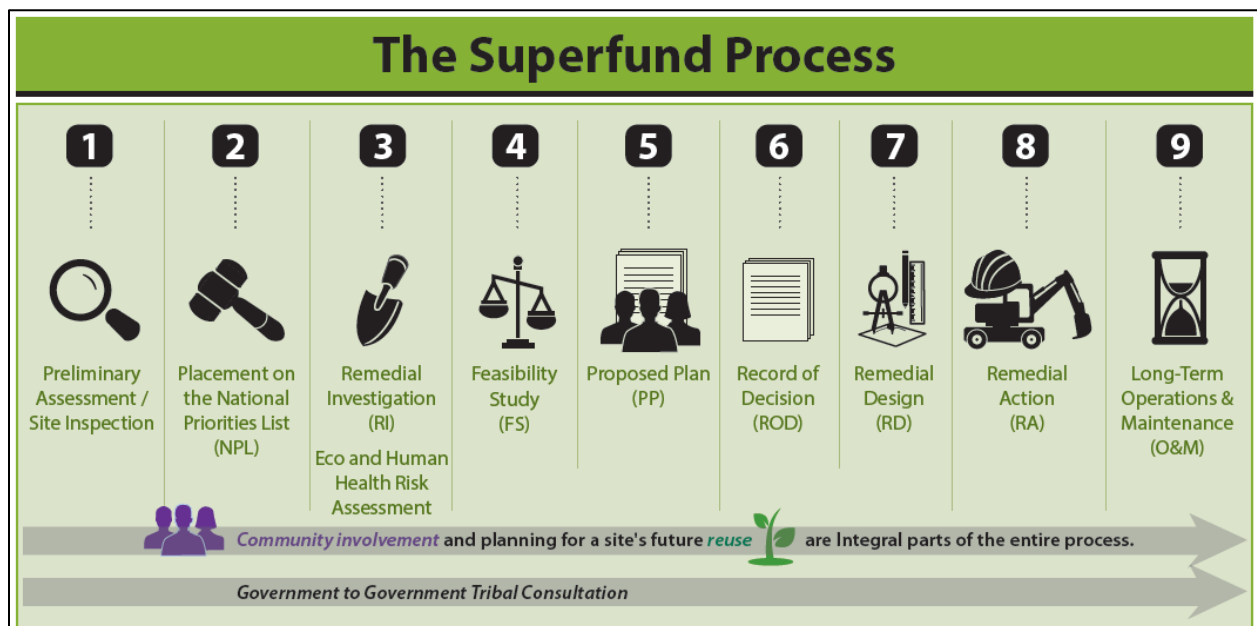 The Superfund Process
1
2
3
4
5
6
7
8
9
Preliminary
Assessment /
Site Inspection
Placement on
the National
Priorities List
(NPL)
Remedial
Investigation
(RI)
Eco and Human
Health Risk
Assessment
Feasibility
Study
(FS)
Proposed Plan
(PP)
Record of
Decision
(ROD)
Remedial
Design
(RD)
Remedial
Action
(RA)
Long-Term
Operations &
Maintenance
(O&M)
Community involvement and planning for a site's future reuse are Integral parts of the entire process.
Government to Government Tribal Consultation